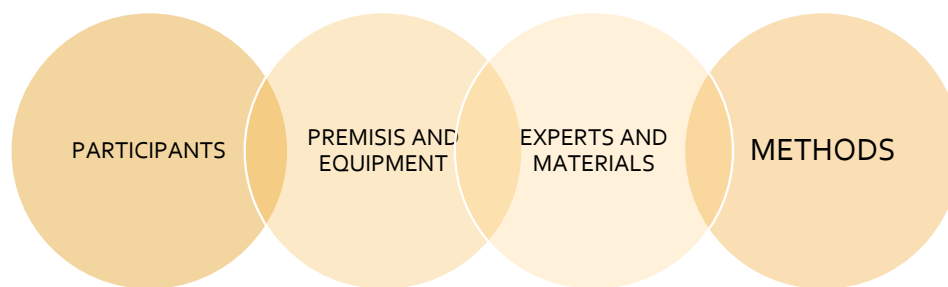 PARTICIPANTS
PREMISIS AND
EQUIPMENT
EXPERTS AND
MATERIALS
METHODS